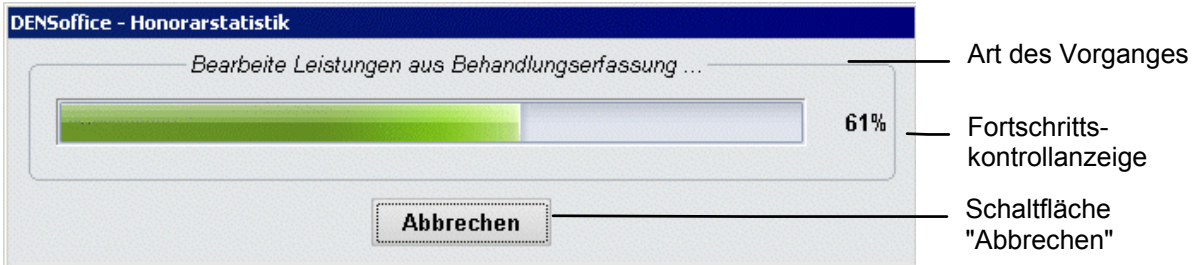 DENSoffice - Honorarstatistik
Bearbeite Leistungen aus Behandlungserfassung ...
Art des Vorganges
61%
Fortschritts-
kontrollanzeige
Abbrechen
Schaltfläche
"Abbrechen"